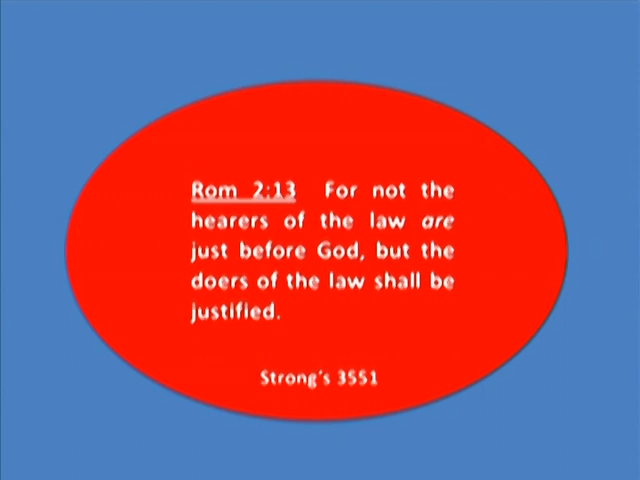 Rom 2:13 For not the
hearers of the law are
just before God, but the
doers of the law shall be
justified.
Strong's 3551